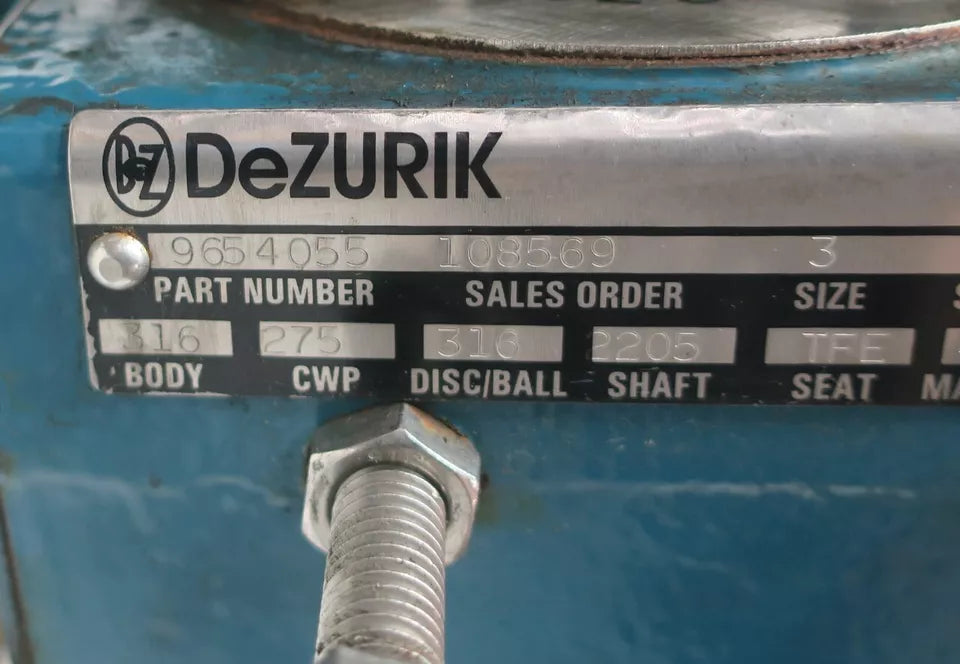 DeZ DeZURIK
9654055 108569 3
PART NUMBER SALES ORDER SIZE
316 275 316 2205 TFE
BODY CWP DISC/BALL SHAFT SEAT